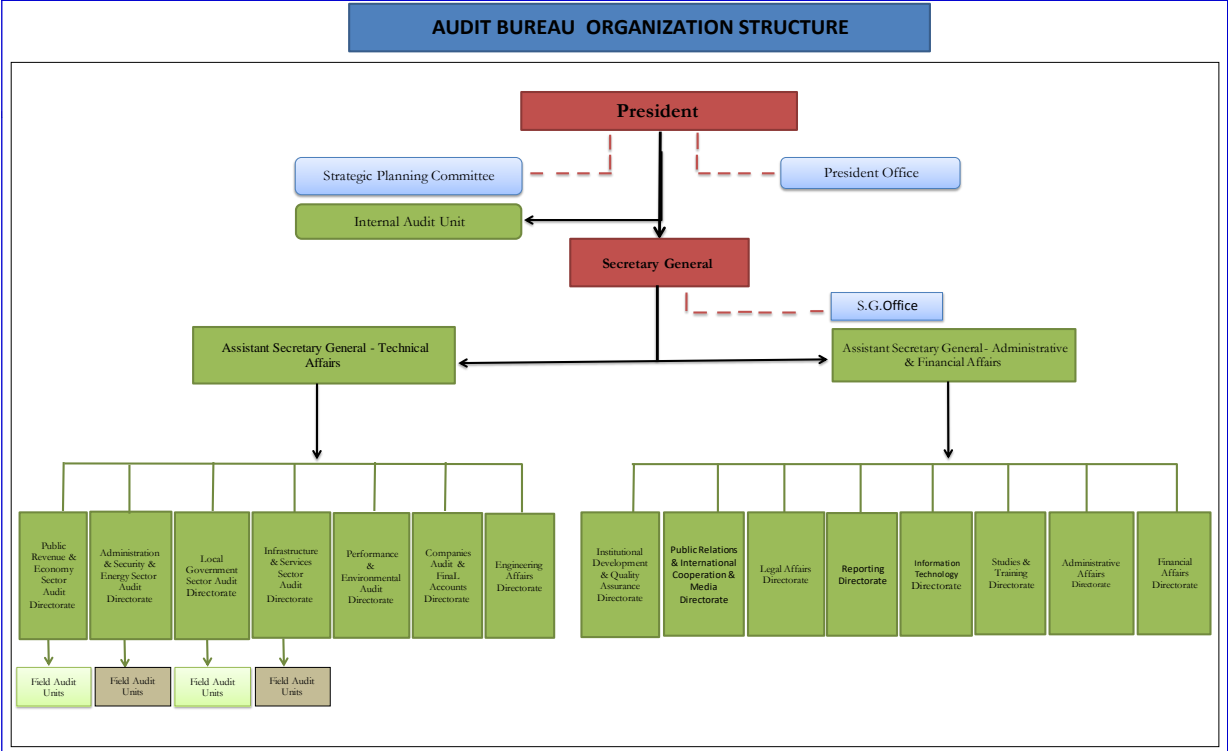 AUDIT BUREAU  ORGANIZATION STRUCTURE
President
Strategic Planning Committee
President Office
Internal Audit Unit
Secretary General
S.G.Office
Assistant Secretary General - Technical
Affairs
Assistant Secretary General- Administrative
& Financial Affairs
Public
Revenue &
Economy
Sector
Audit
Directorate
Administration
& Security &
Energy Sector
Audit
Directorate
Local
Government
Sector Audit
Directorate
Infrastructure
& Services
Sector
Audit
Directorate
Performance
&
Environmental
Audit
Directorate
Companies
Audit &
FinaL
Accounts
Directorate
Engineering
Affairs
Directorate
Institutional
Development
& Quality
Assurance
Directorate
Public Relations
& International
Cooperation &
Media
Directorate
Legal Affairs
Directorate
Reporting
Directorate
Information
Technology
Directorate
Studies &
Training
Directorate
Administrative
Affairs
Directorate
Financial
Affairs
Directorate
Field Audit
Units
Field Audit
Units
Field Audit
Units
Field Audit
Units